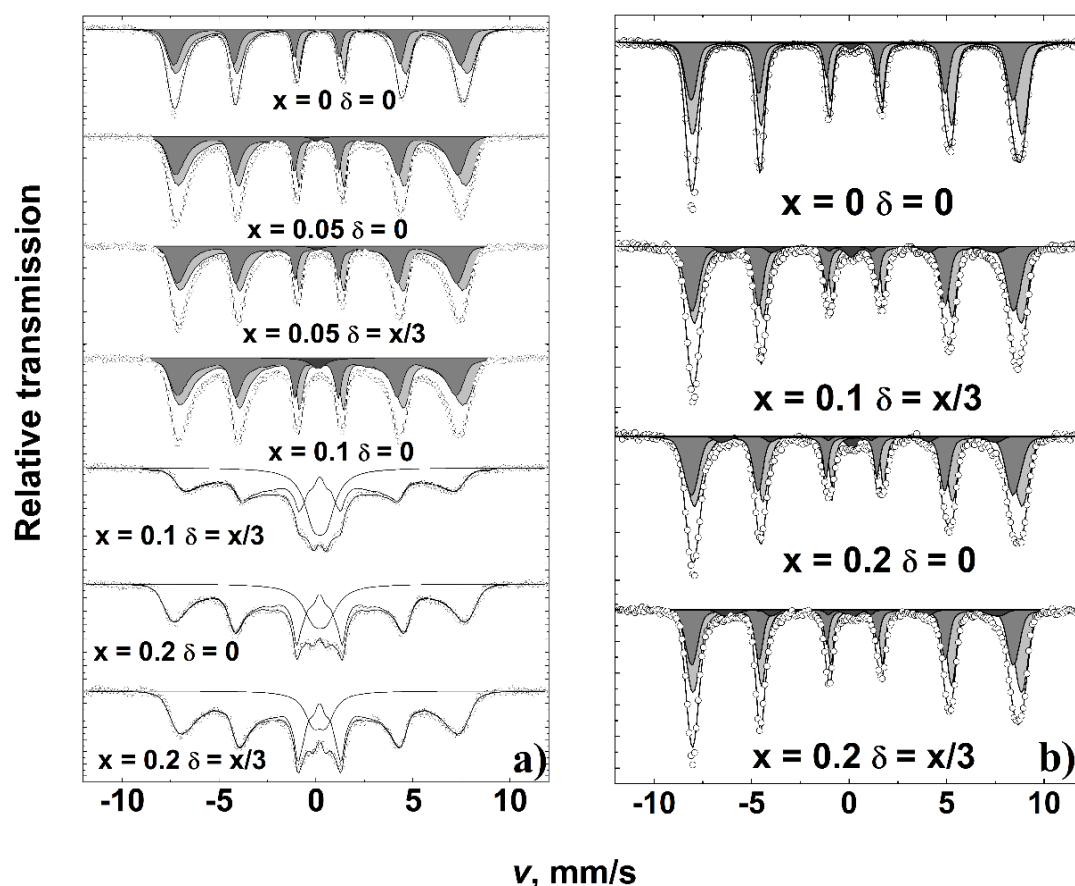 Relative transmission
x = 0 δ = 0
x = 0.05 δ = 0
x = 0.05 δ = x/3
x = 0.1 δ = 0
x = 0.1 δ = x/3
x = 0.2 δ = 0
x = 0.2 δ = x/3
a)
-10 -5 0 5 10
x = 0 δ = 0
x = 0.1 δ = x/3
x = 0.2 δ = 0
x = 0.2 δ = x/3
b)
-10 -5 0 5 10
v, mm/s